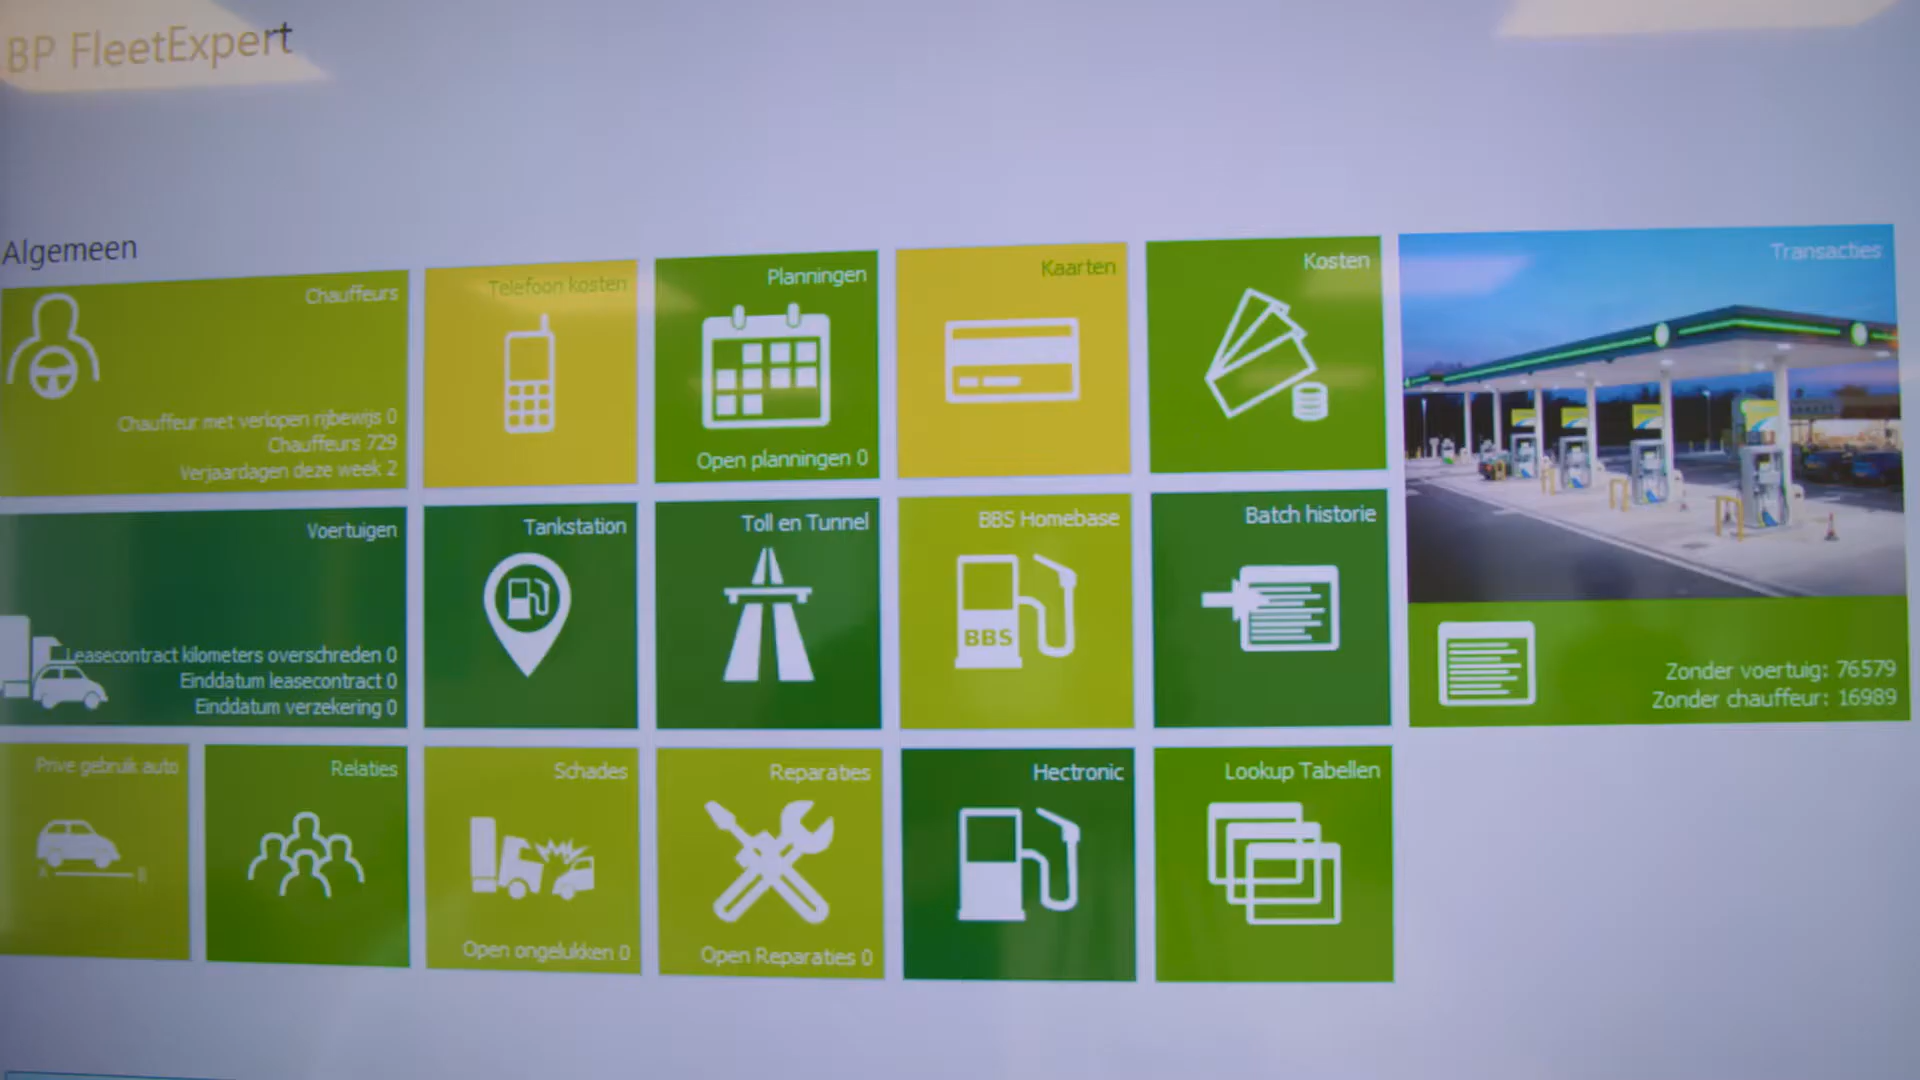 BP FleetExpert
Algemeen
Chauffeurs
Chauffeur met verlopen rijbewijs 0
Chauffeurs 729
Verjaardagen deze week 2
Telefoon kosten
Planningen
Open planningen 0
Kaarten
Kosten
Transacties
Zonder voertuig: 76579
Zonder chauffeur: 16989
Voertuigen
Leasecontract kilometers overschreden 0
Einddatum leasecontract 0
Einddatum verzekering 0
Tankstation
Toll en Tunnel
BBS Homebase
BBS
Batch historie
Prive gebruik auto
A B
Relaties
Schades
Open ongelukken 0
Reparaties
Open Reparaties 0
Hectronic
Lookup Tabellen